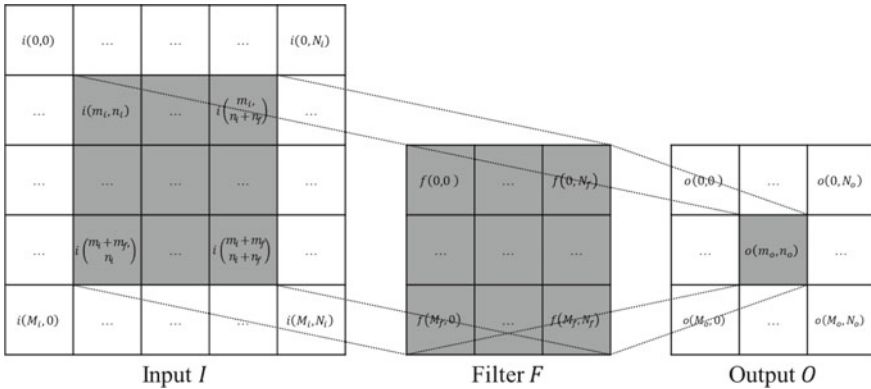 i(0,0) … … … i(0,N_i)
… i(m_i,n_i) … i(m_i, n_i+n_f) …
… … … … …
… i(m_i+m_f, n_i) … i(m_i+m_f n_i+n_f) …
i(M_i,0) … … … i(M_i,N_i)
Input I
f(0,0) … f(0,N_f)
… … …
f(M_f,0) … f(M_f,N_f)
Filter F
o(0,0) … o(0,N_o)
… o(m_o,n_o) …
o(M_o,0) … o(M_o,N_o)
Output O